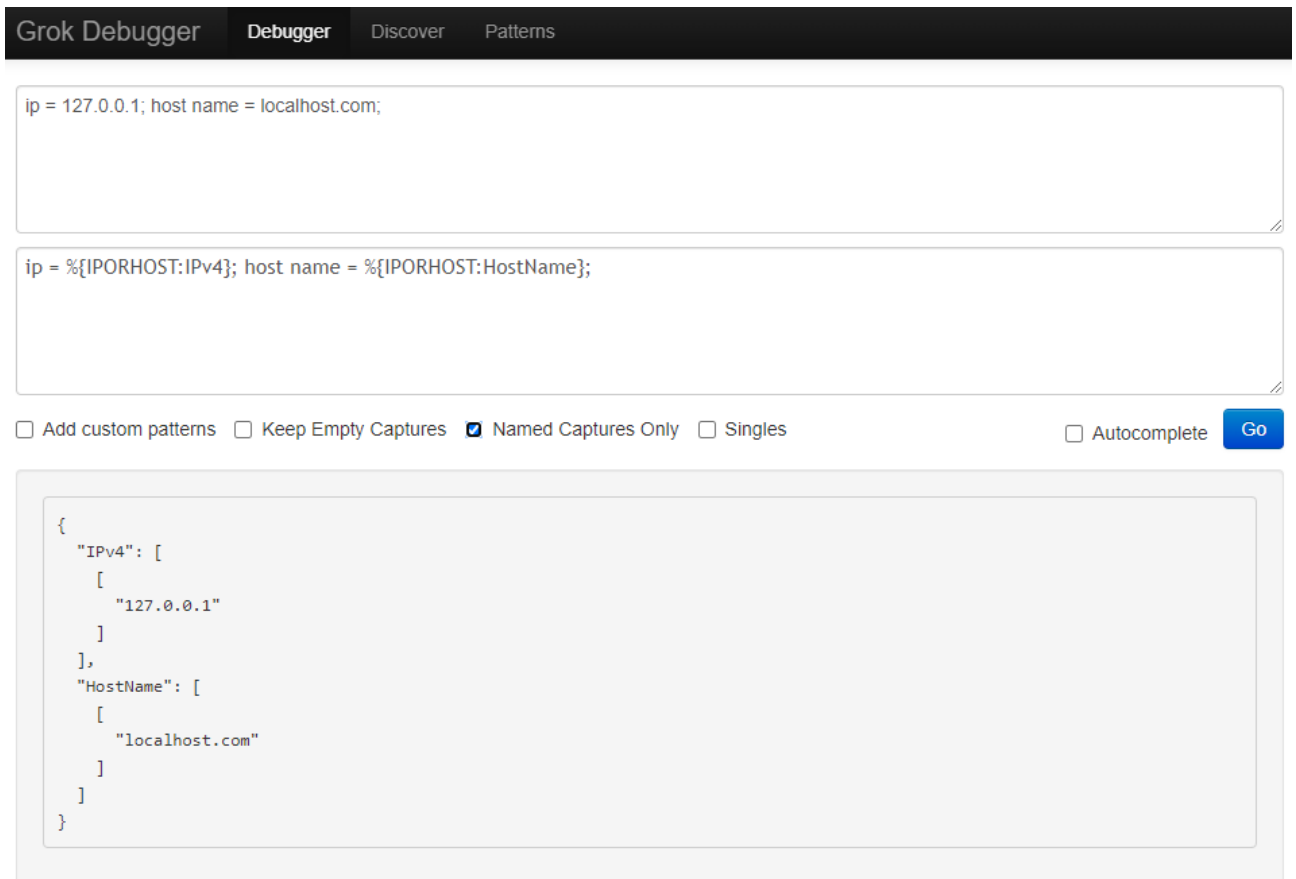 Grok Debugger Debugger Discover Patterns
ip = 127.0.0.1; host name = localhost.com;
ip = %{IPORHOST:IPv4}; host name = %{IPORHOST:HostName};
Add custom patterns Keep Empty Captures Named Captures Only Singles Autocomplete Go
{
"IPv4": [
[
"127.0.0.1"
]
],
"HostName": [
[
"localhost.com"
]
]
}